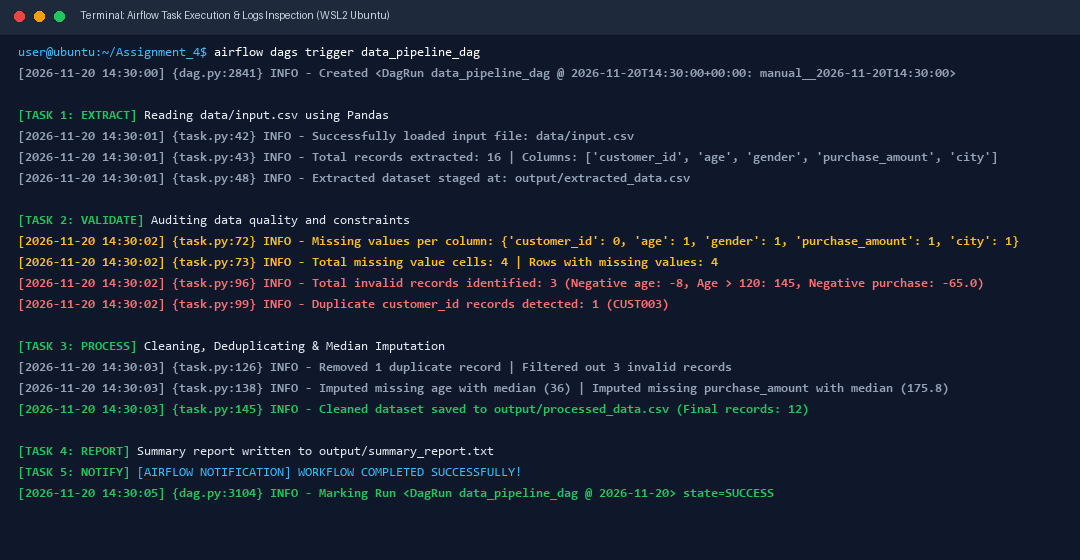 Terminal: Airflow Task Execution & Logs Inspection (WSL2 Ubuntu)
user@ubuntu:~/Assignment_4$ airflow dags trigger data_pipeline_dag
[2026-11-20 14:30:00] {dag.py:2841} INFO - Created <DagRun data_pipeline_dag @ 2026-11-20T14:30:00+00:00: manual__2026-11-20T14:30:00>
[TASK 1: EXTRACT] Reading data/input.csv using Pandas
[2026-11-20 14:30:01] {task.py:42} INFO - Successfully loaded input file: data/input.csv
[2026-11-20 14:30:01] {task.py:43} INFO - Total records extracted: 16 | Columns: ['customer_id', 'age', 'gender', 'purchase_amount', 'city']
[2026-11-20 14:30:01] {task.py:48} INFO - Extracted dataset staged at: output/extracted_data.csv
[TASK 2: VALIDATE] Auditing data quality and constraints
[2026-11-20 14:30:02] {task.py:72} INFO - Missing values per column: {'customer_id': 0, 'age': 1, 'gender': 1, 'purchase_amount': 1, 'city': 1}
[2026-11-20 14:30:02] {task.py:73} INFO - Total missing value cells: 4 | Rows with missing values: 4
[2026-11-20 14:30:02] {task.py:96} INFO - Total invalid records identified: 3 (Negative age: -8, Age > 120: 145, Negative purchase: -65.0)
[2026-11-20 14:30:02] {task.py:99} INFO - Duplicate customer_id records detected: 1 (CUST003)
[TASK 3: PROCESS] Cleaning, Deduplicating & Median Imputation
[2026-11-20 14:30:03] {task.py:126} INFO - Removed 1 duplicate record | Filtered out 3 invalid records
[2026-11-20 14:30:03] {task.py:138} INFO - Imputed missing age with median (36) | Imputed missing purchase_amount with median (175.8)
[2026-11-20 14:30:03] {task.py:145} INFO - Cleaned dataset saved to output/processed_data.csv (Final records: 12)
[TASK 4: REPORT] Summary report written to output/summary_report.txt
[TASK 5: NOTIFY] [AIRFLOW NOTIFICATION] WORKFLOW COMPLETED SUCCESSFULLY!
[2026-11-20 14:30:05] {dag.py:3104} INFO - Marking Run <DagRun data_pipeline_dag @ 2026-11-20> state=SUCCESS